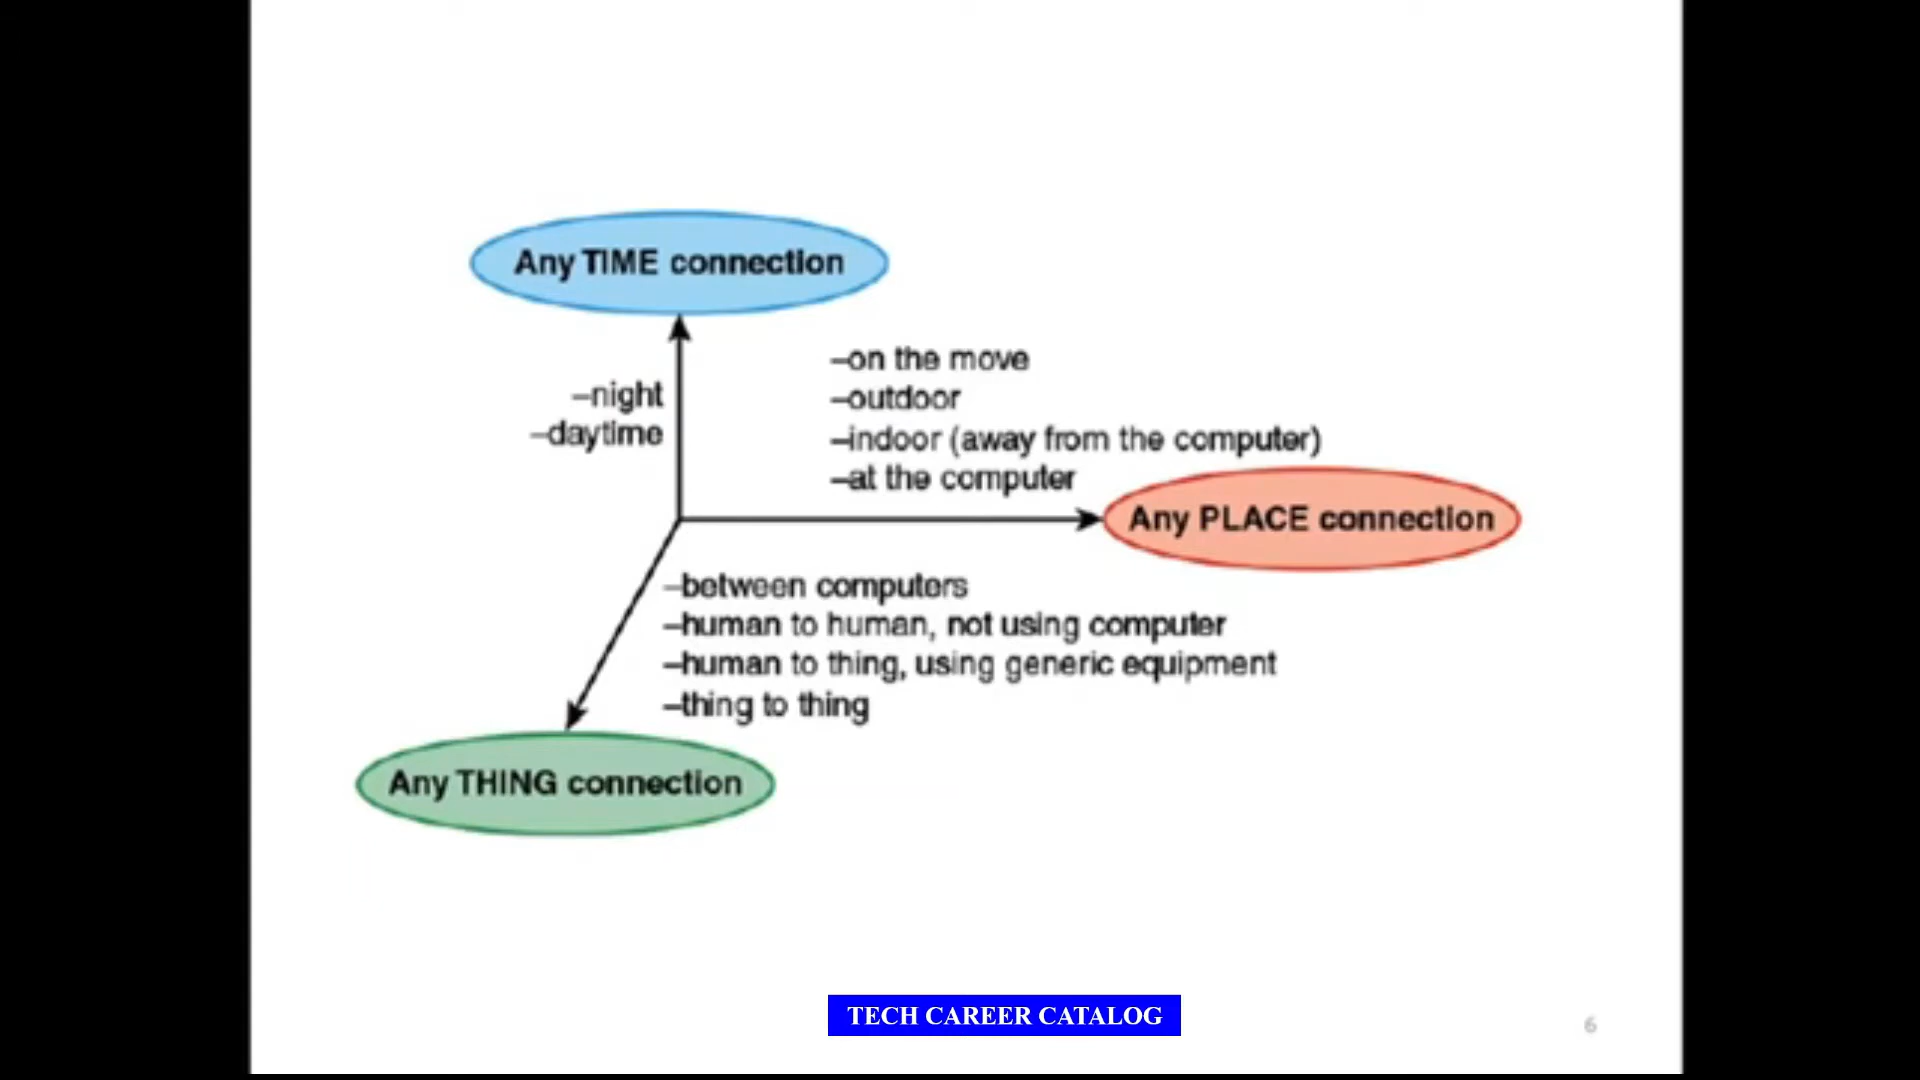 Any TIME connection
–night
–daytime
–on the move
–outdoor
–indoor (away from the computer)
–at the computer
Any PLACE connection
–between computers
–human to human, not using computer
–human to thing, using generic equipment
–thing to thing
Any THING connection
TECH CAREER CATALOG
6